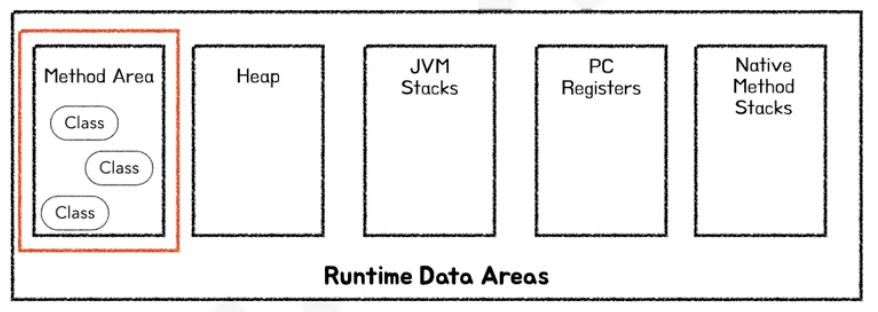 Method Area
Class
Class
Class
Heap
JVM
Stacks
PC
Registers
Native
Method
Stacks
Runtime Data Areas